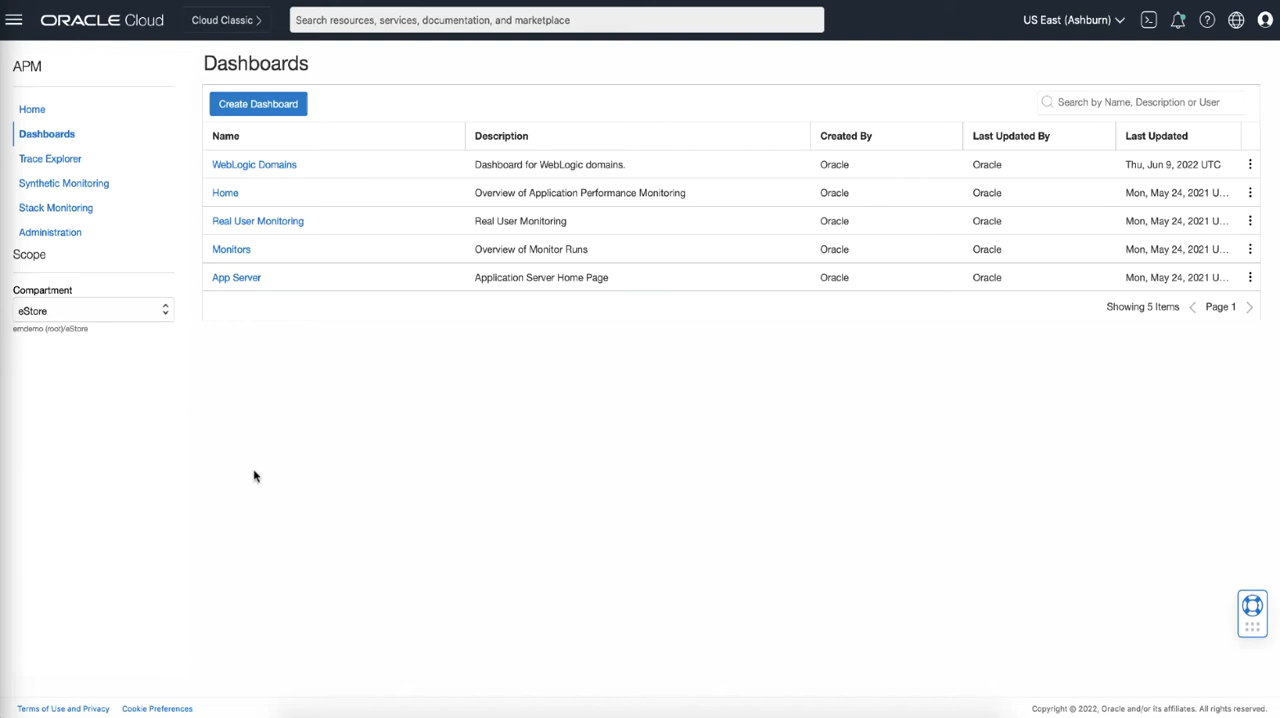 ORACLE Cloud
Cloud Classic >
Search resources, services, documentation, and marketplace
US East (Ashburn)
APM
Home
Dashboards
Trace Explorer
Synthetic Monitoring
Stack Monitoring
Administration
Scope
Compartment
eStore
emdemo (root)/eStore
Dashboards
Create Dashboard
Search by Name, Description or User
Name Description Created By Last Updated By Last Updated
WebLogic Domains Dashboard for WebLogic domains. Oracle Oracle Thu, Jun 9, 2022 UTC
Home Overview of Application Performance Monitoring Oracle Oracle Mon, May 24, 2021 U...
Real User Monitoring Real User Monitoring Oracle Oracle Mon, May 24, 2021 U...
Monitors Overview of Monitor Runs Oracle Oracle Mon, May 24, 2021 U...
App Server Application Server Home Page Oracle Oracle Mon, May 24, 2021 U...
Showing 5 Items < Page 1 >
Terms of Use and Privacy Cookie Preferences
Copyright © 2022, Oracle and/or its affiliates. All rights reserved.